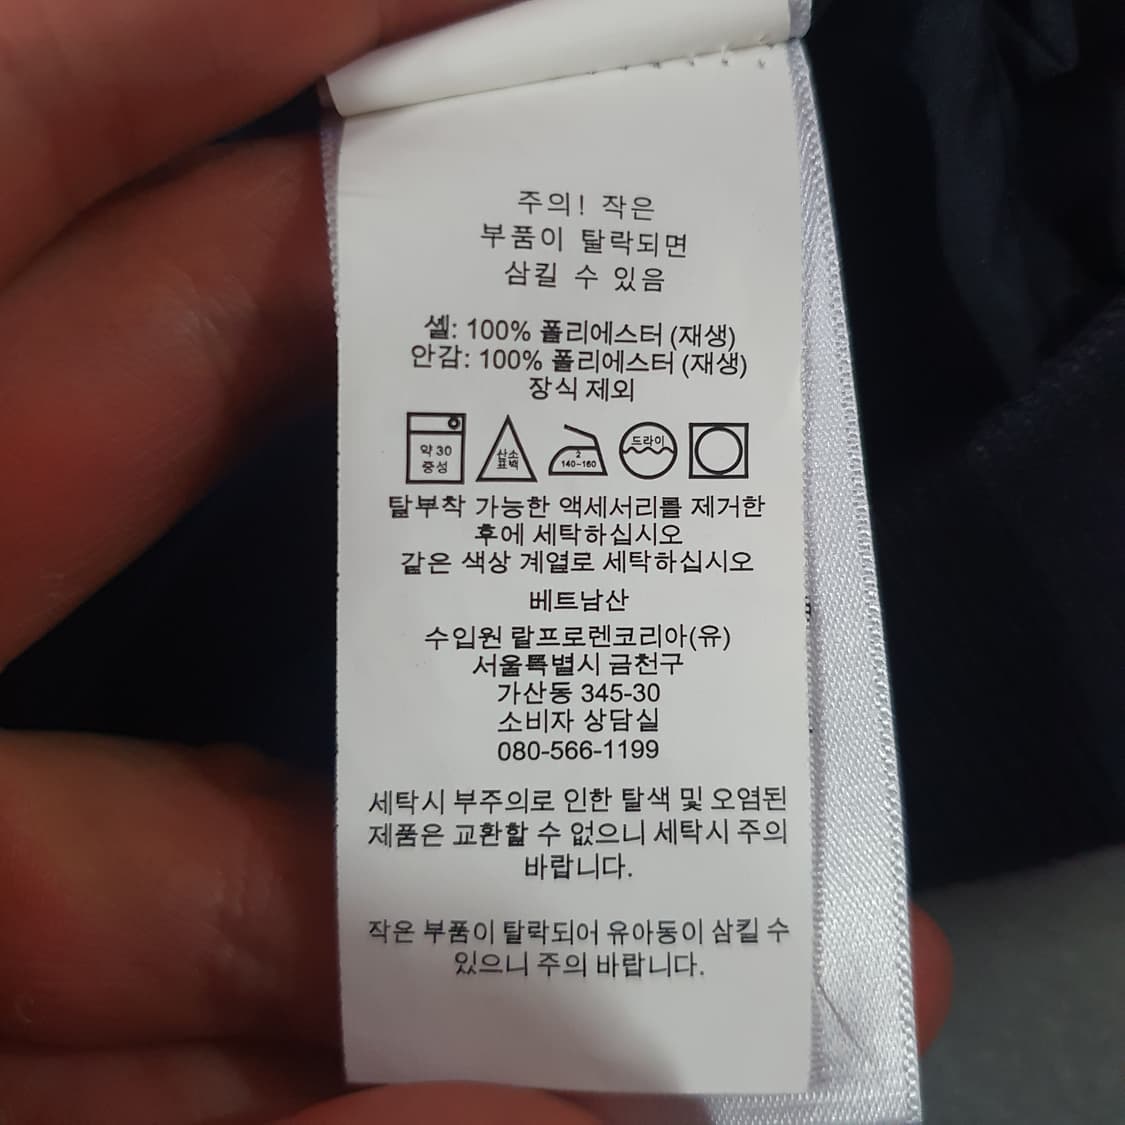 주의! 작은
부품이 탈락되면
삼킬 수 있음
셸: 100% 폴리에스터 (재생)
안감: 100% 폴리에스터 (재생)
장식 제외
약 30
중성
산소
표백
2
140-160
드라이
탈부착 가능한 액세서리를 제거한
후에 세탁하십시오
같은 색상 계열로 세탁하십시오
베트남산
수입원 랄프로렌코리아(유)
서울특별시 금천구
가산동 345-30
소비자 상담실
080-566-1199
세탁시 부주의로 인한 탈색 및 오염된
제품은 교환할 수 없으니 세탁시 주의
바랍니다.
작은 부품이 탈락되어 유아동이 삼킬 수
있으니 주의 바랍니다.